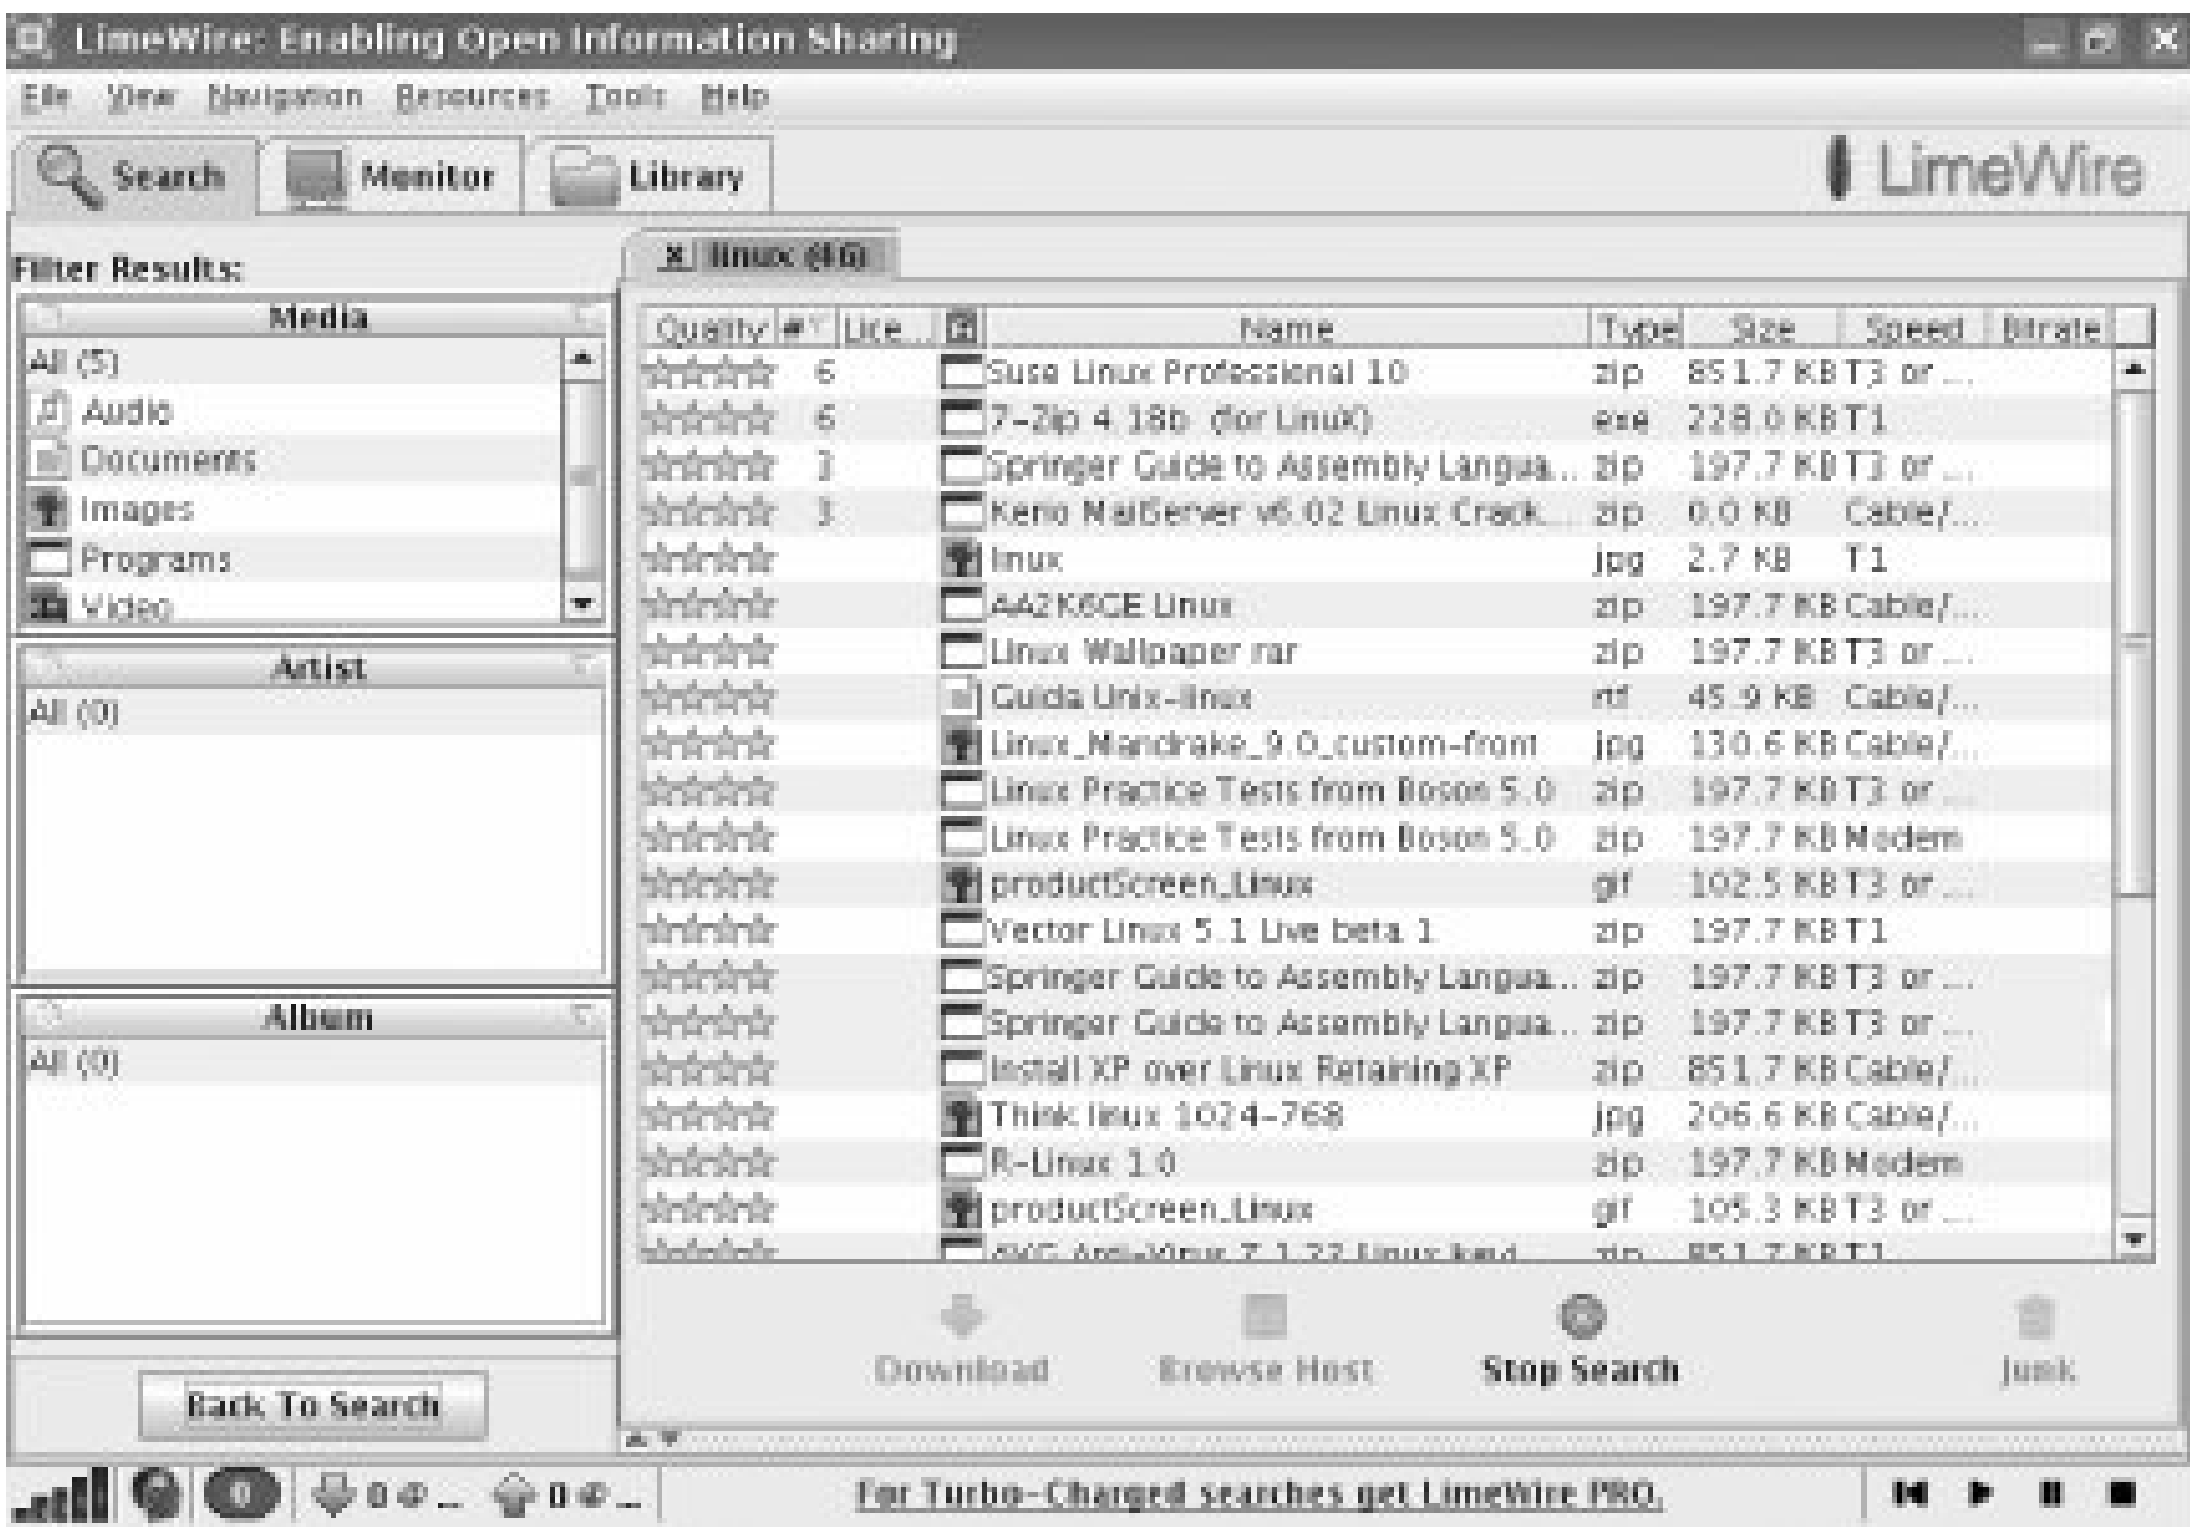 LimeWire: Enabling Open Information Sharing
File View Navigation Resources Tools Help
Search Monitor Library LimeWire
Filter Results:
Media
All (5)
Audio
Documents
Images
Programs
Video
Artist
All (0)
Album
All (0)
Back To Search
x linux (46)
Quality # Lice... ? Name Type Size Speed Bitrate
6 Suse Linux Professional 10 zip 851.7 KB T3 or ...
6 7-Zip 4 18b (for LinuX) exe 228.0 KB T1
3 Springer Guide to Assembly Langua... zip 197.7 KB T3 or ...
3 Kerio MailServer v6.02 Linux Crack... zip 0.0 KB Cable/...
linux jpg 2.7 KB T1
AA2K6GE Linux zip 197.7 KB Cable/...
Linux Wallpaper rar zip 197.7 KB T3 or ...
Guida Unix-linux rtf 45.9 KB Cable/...
Linux_Mandrake_9.0_custom-front jpg 130.6 KB Cable/...
Linux Practice Tests from Boson 5.0 zip 197.7 KB T3 or ...
Linux Practice Tests from Boson 5.0 zip 197.7 KB Modem
productScreen_Linux gif 102.5 KB T3 or ...
Vector Linux 5.1 Live beta 1 zip 197.7 KB T1
Springer Guide to Assembly Langua... zip 197.7 KB T3 or ...
Springer Guide to Assembly Langua... zip 197.7 KB T3 or ...
Install XP over Linux Retaining XP zip 851.7 KB Cable/...
Think linux 1024-768 jpg 206.6 KB Cable/...
R-Linux 1.0 zip 197.7 KB Modem
productScreen_Linux gif 105.3 KB T3 or ...
Anti-Virus 7.1.22 Linux zip 851.7 KB T1
Download Browse Host Stop Search Junk
0 0 @ ... 0 @ ... For Turbo-Charged searches get LimeWire PRO.